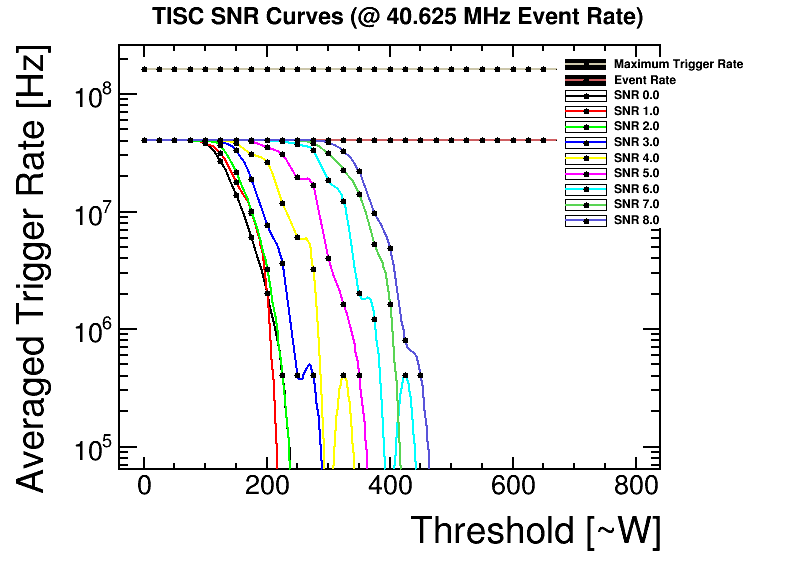 TISC SNR Curves (@ 40.625 MHz Event Rate)
Averaged Trigger Rate [Hz]
10^8
10^7
10^6
10^5
Maximum Trigger Rate
Event Rate
SNR 0.0
SNR 1.0
SNR 2.0
SNR 3.0
SNR 4.0
SNR 5.0
SNR 6.0
SNR 7.0
SNR 8.0
0 200 400 600 800
Threshold [~W]